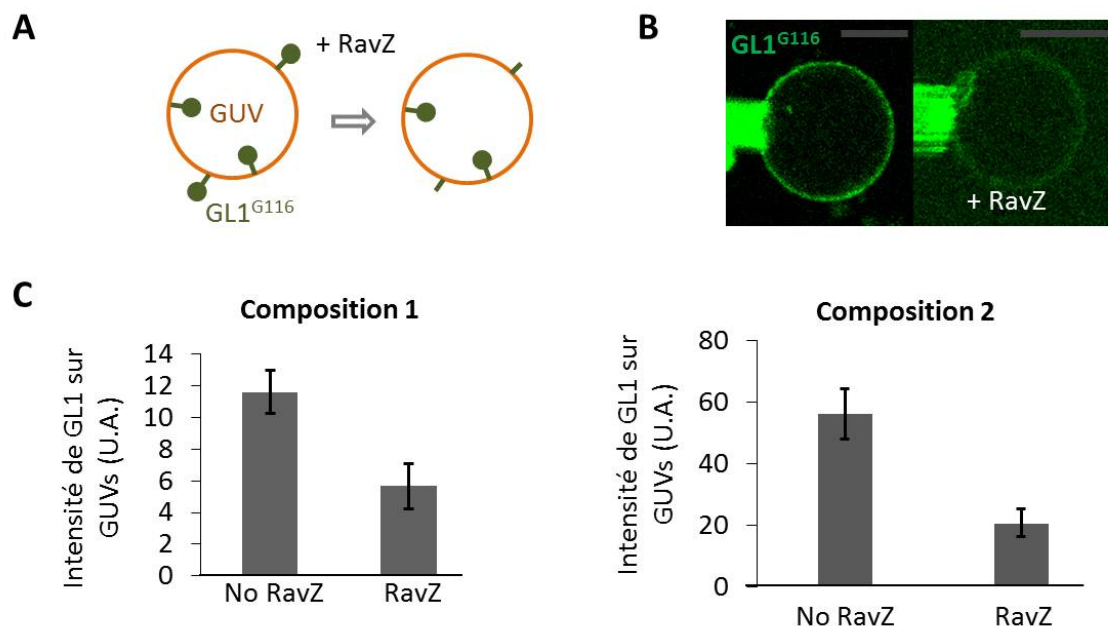 A
+ RavZ
GUV
GL1G116
B
GL1G116
+ RavZ
C
Composition 1
Intensité de GL1 sur
GUVs (U.A.)
14
12
10
8
6
4
2
0
No RavZ
RavZ
Composition 2
Intensité de GL1 sur
GUVs (U.A.)
80
60
40
20
0
No RavZ
RavZ